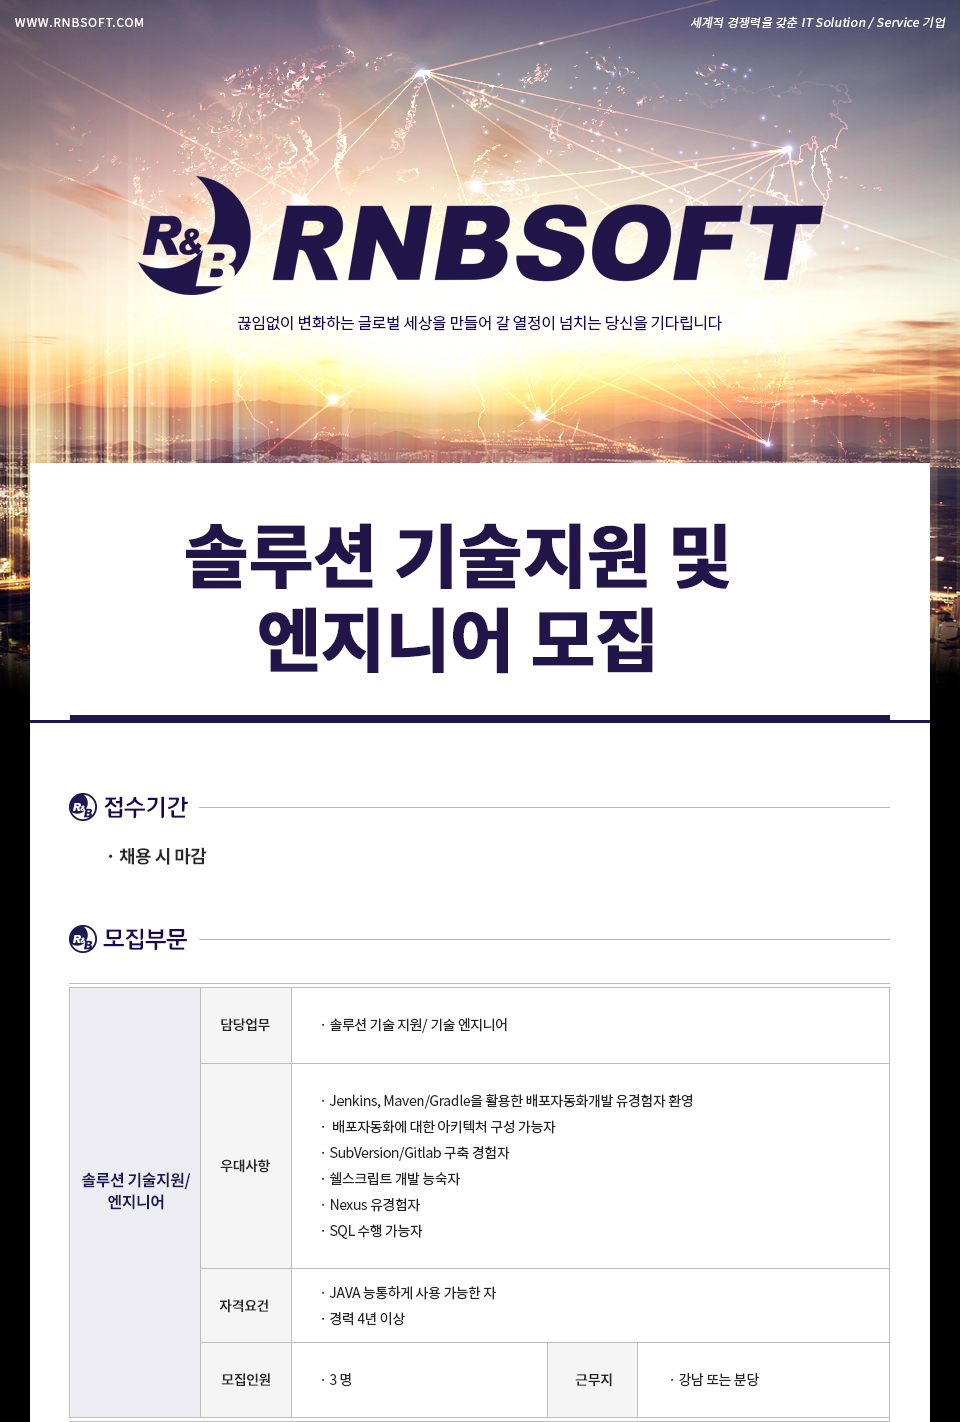 WWW.RNBSOFT.COM
세계적 경쟁력을 갖춘 IT Solution / Service 기업
R&B RNBSOFT
끊임없이 변화하는 글로벌 세상을 만들어 갈 열정이 넘치는 당신을 기다립니다
솔루션 기술지원 및
엔지니어 모집
R&B 접수기간
· 채용 시 마감
R&B 모집부문
솔루션 기술지원/
엔지니어
담당업무
· 솔루션 기술 지원/ 기술 엔지니어
우대사항
· Jenkins, Maven/Gradle을 활용한 배포자동화개발 유경험자 환영
· 배포자동화에 대한 아키텍처 구성 가능자
· SubVersion/Gitlab 구축 경험자
· 쉘스크립트 개발 능숙자
· Nexus 유경험자
· SQL 수행 가능자
자격요건
· JAVA 능통하게 사용 가능한 자
· 경력 4년 이상
모집인원
· 3 명
근무지
· 강남 또는 분당